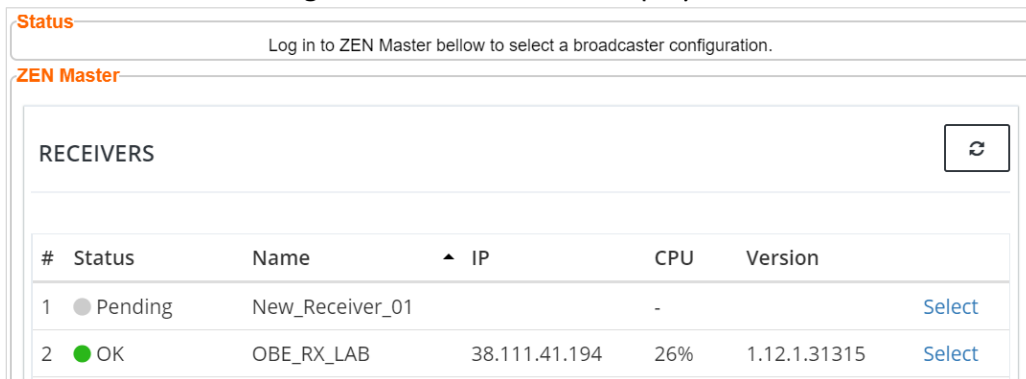 Status
Log in to ZEN Master bellow to select a broadcaster configuration.
ZEN Master
RECEIVERS
# Status Name IP CPU Version
1 Pending New_Receiver_01 - Select
2 OK OBE_RX_LAB 38.111.41.194 26% 1.12.1.31315 Select